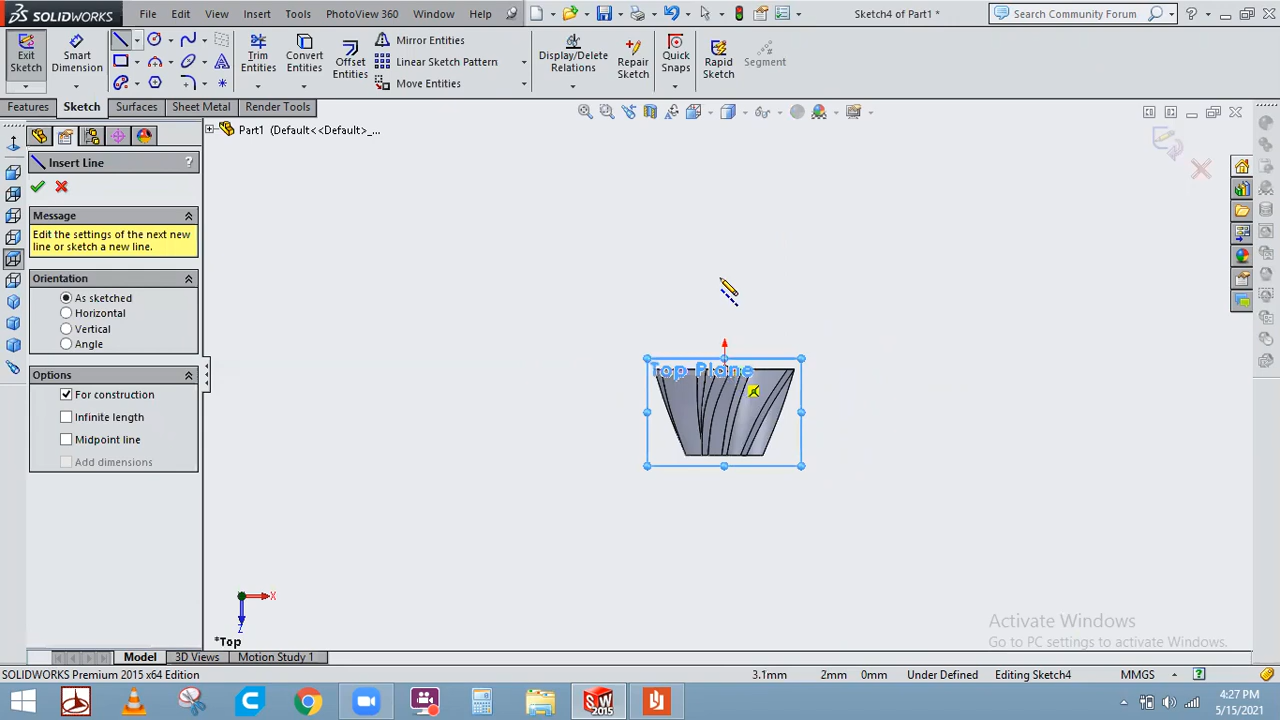 SOLIDWORKS
File
Edit
View
Insert
Tools
PhotoView 360
Window
Help
Sketch4 of Part1 *
Search Community Forum
Exit Sketch
Smart Dimension
Trim Entities
Convert Entities
Offset Entities
Mirror Entities
Linear Sketch Pattern
Move Entities
Display/Delete Relations
Repair Sketch
Quick Snaps
Rapid Sketch
Segment
Features
Sketch
Surfaces
Sheet Metal
Render Tools
Part1 (Default<<Default>_...
Insert Line
?
Message
Edit the settings of the next new
line or sketch a new line.
Orientation
As sketched
Horizontal
Vertical
Angle
Options
For construction
Infinite length
Midpoint line
Add dimensions
Top Plane
X
Z
*Top
Activate Windows
Go to PC settings to activate Windows.
Model
3D Views
Motion Study 1
SOLIDWORKS Premium 2015 x64 Edition
3.1mm
2mm
0mm
Under Defined
Editing Sketch4
MMGS
4:27 PM
5/15/2021